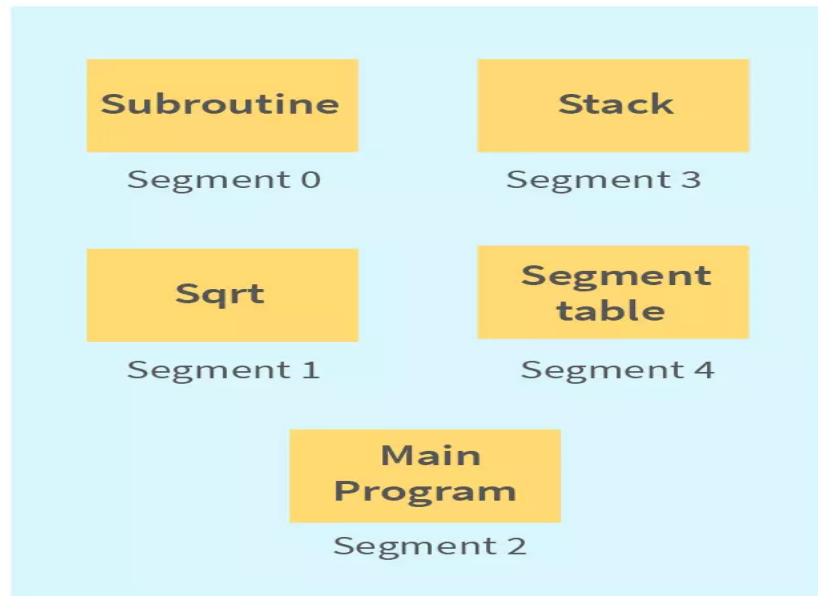 Subroutine
Segment 0
Stack
Segment 3
Sqrt
Segment 1
Segment
table
Segment 4
Main
Program
Segment 2